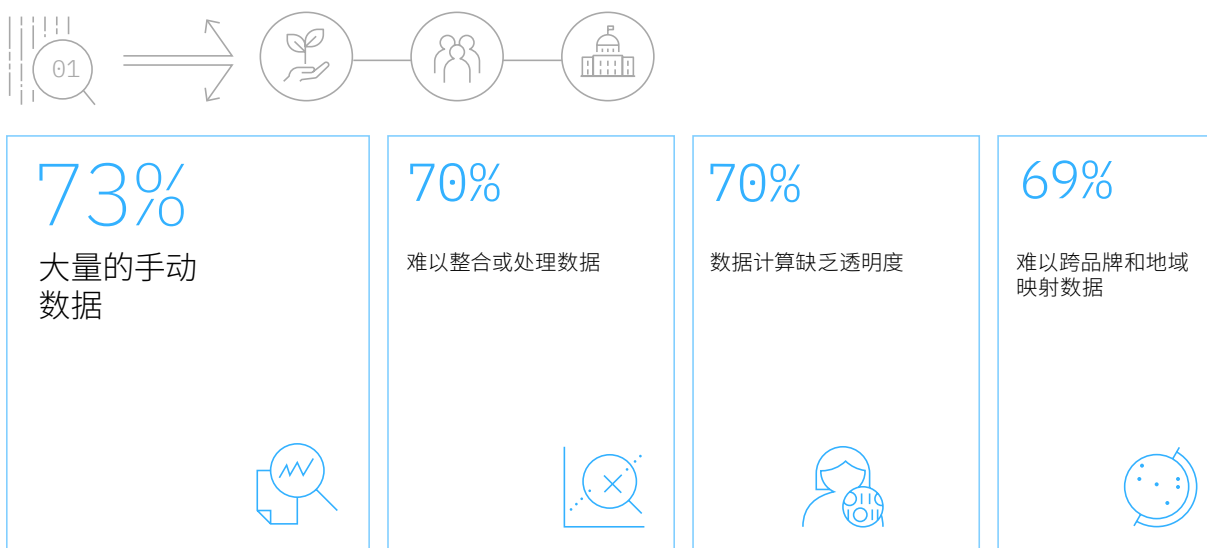 01
73%
大量的手动
数据
70%
难以整合或处理数据
70%
数据计算缺乏透明度
69%
难以跨品牌和地域
映射数据